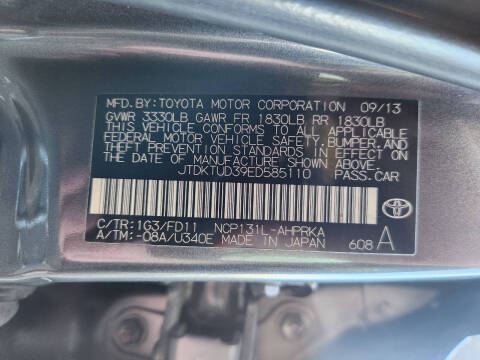 MFD. BY: TOYOTA MOTOR CORPORATION 09/13
GVWR 3330LB GAWR FR 1830LB RR 1830LB
THIS VEHICLE CONFORMS TO ALL APPLICABLE
FEDERAL MOTOR VEHICLE SAFETY, BUMPER, AND
THEFT PREVENTION STANDARDS IN EFFECT ON
THE DATE OF MANUFACTURE SHOWN ABOVE.
JTDKTUD39ED585110 PASS.CAR
C/TR: 1G3/FD11 NCP131L-AHPRKA
A/TM: -08A/U340E MADE IN JAPAN 608 A